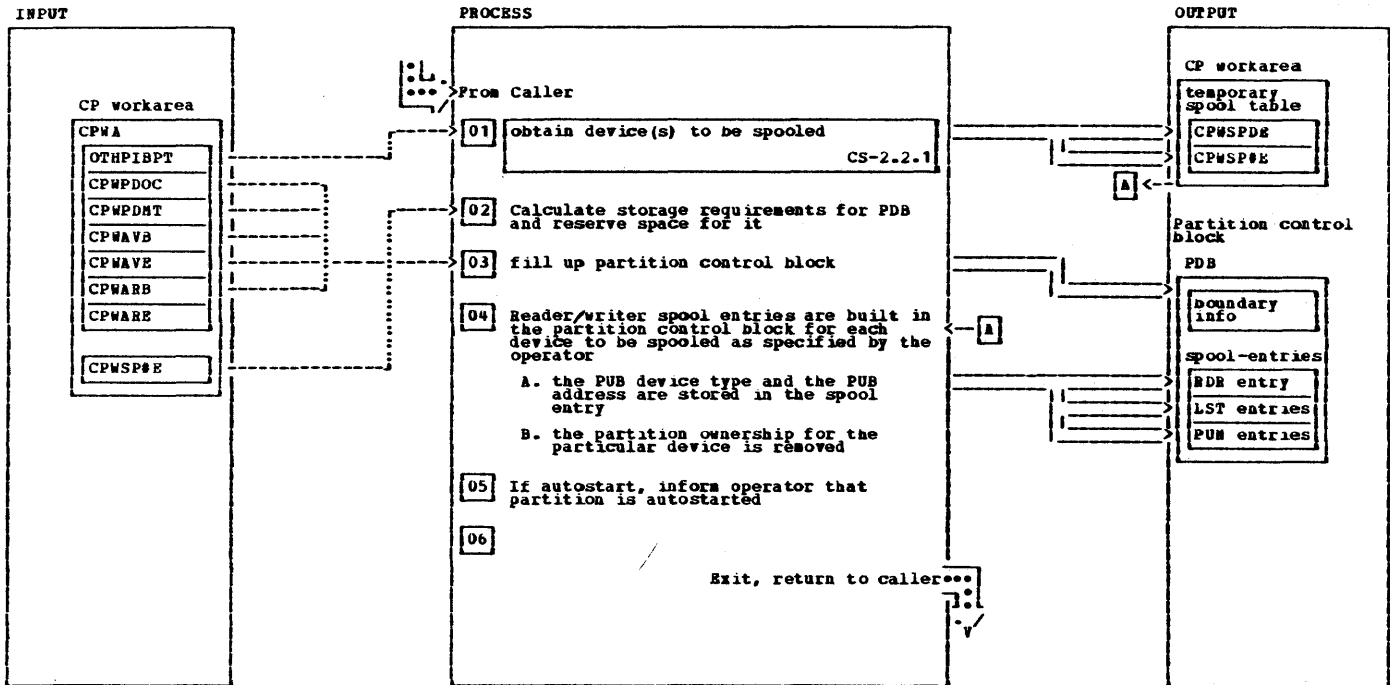 INPUT
PROCESS
OUTPUT
CP workarea
CPWA
OTHPIBPT
CPWPDOC
CPWPDMT
CPWAVB
CPWAVE
CPWARB
CPWARE
CPWSP#E
From Caller
01 obtain device(s) to be spooled
CS-2.2.1
02 Calculate storage requirements for PDB
and reserve space for it
03 fill up partition control block
04 Reader/writer spool entries are built in
the partition control block for each
device to be spooled as specified by the
operator
A. the PUB device type and the PUB
address are stored in the spool
entry
B. the partition ownership for the
particular device is removed
05 If autostart, inform operator that
partition is autostarted
06
Exit, return to caller
A
CP workarea
temporary
spool table
CPWSPDE
CPWSP#E
A
Partition control
block
PDB
boundary
info
spool-entries
RDR entry
LST entries
PUN entries